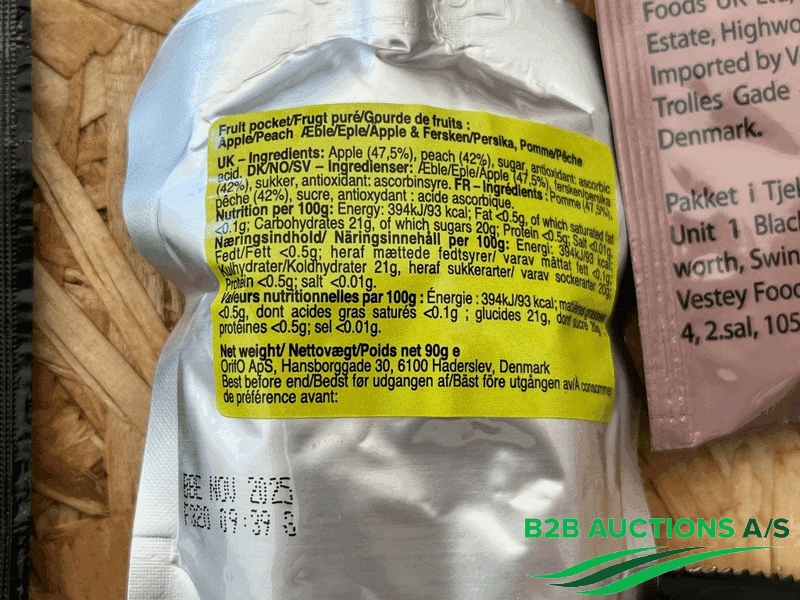 Fruit pocket/Frugt puré/Gourde de fruits :
Apple/Peach Æble/Eple/Äpple & Fersken/Persika, Pomme/Pêche
UK – Ingredients: Apple (47,5%), peach (42%), sugar, antioxidant: ascorbic
acid. DK/NO/SV – Ingredienser: Æble/Eple/Äpple (47,5%), fersken/persika
(42%), sukker, antioxidant: ascorbinsyre. FR – Ingrédients : Pomme (47,5%),
pêche (42%), sucre, antioxydant : acide ascorbique.
Nutrition per 100g: Energy: 394kJ/93 kcal; Fat <0.5g, of which saturated fat
<0.1g; Carbohydrates 21g, of which sugars 20g; Protein <0.5g; Salt <0.01g.
Næringsindhold/ Näringsinnehåll per 100g: Energi: 394kJ/93 kcal;
Fedt/Fett <0.5g; heraf mættede fedtsyrer/ varav mättat fett <0.1g;
Kulhydrater/Koldhydrater 21g, heraf sukkerarter/ varav sockerarter 20g;
Protein <0.5g; salt <0.01g.
Valeurs nutritionnelles par 100g : Énergie : 394kJ/93 kcal;
<0.5g, dont acides gras saturés <0.1g ; glucides 21g, dont sucre 20g ;
protéines <0.5g; sel <0.01g.
Net weight/ Nettovægt/Poids net 90g e
OrifO ApS, Hansborggade 30, 6100 Haderslev, Denmark
Best before end/Bedst før udgangen af/Bäst före utgången av/A consommer
de préférence avant:
BBE NOV 2025
09:39
Foods UK Ltd,
Estate, Highwo
Imported by V
Trolles Gade
Denmark.
Pakket i Tjek
Unit 1 Black
worth, Swin
Vestey Food
4, 2.sal, 105
B2B AUCTIONS A/S